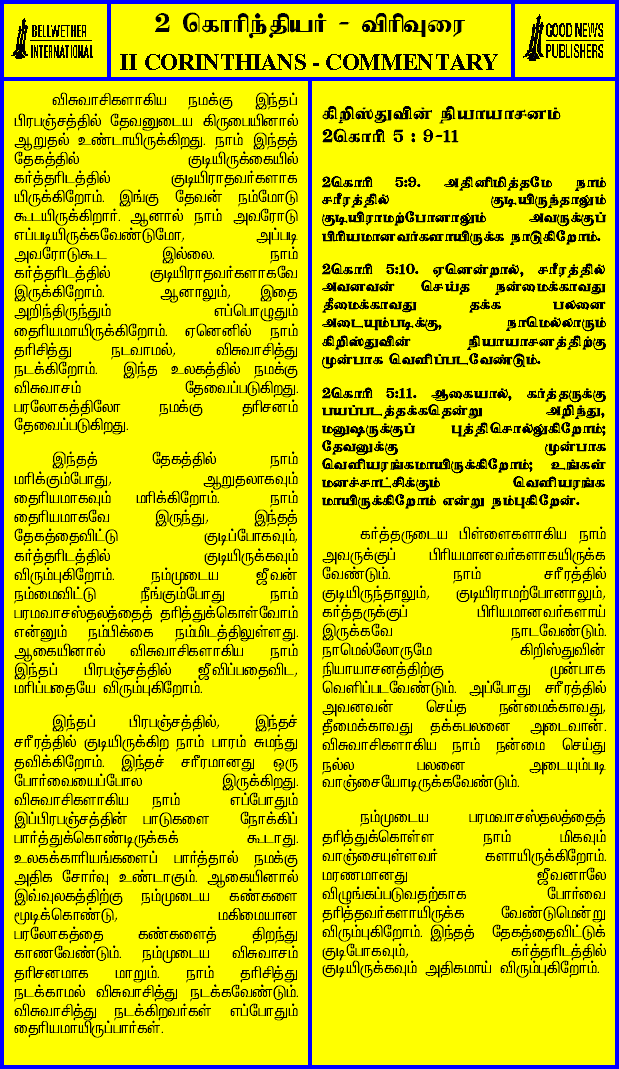 BELLWETHER
INTERNATIONAL
2 கொரிந்தியர் - விரிவுரை
II CORINTHIANS - COMMENTARY
GOOD NEWS
PUBLISHERS
விசுவாசிகளாகிய நமக்கு இந்தப்
பிரபஞ்சத்தில் தேவனுடைய கிருபையினால்
ஆறுதல் உண்டாயிருக்கிறது. நாம் இந்தத்
தேகத்தில் குடியிருக்கையில்
கர்த்தரிடத்தில் குடியிராதவர்களாக
யிருக்கிறோம். இங்கு தேவன் நம்மோடு
கூடயிருக்கிறார். ஆனால் நாம் அவரோடு
எப்படியிருக்கவேண்டுமோ, அப்படி
அவரோடுகூட இல்லை. நாம்
கர்த்தரிடத்தில் குடியிராதவர்களாகவே
இருக்கிறோம். ஆனாலும், இதை
அறிந்திருந்தும் எப்பொழுதும்
தைரியமாயிருக்கிறோம். ஏனெனில் நாம்
தரிசித்து நடவாமல், விசுவாசித்து
நடக்கிறோம். இந்த உலகத்தில் நமக்கு
விசுவாசம் தேவைப்படுகிறது.
பரலோகத்திலோ நமக்கு தரிசனம்
தேவைப்படுகிறது.
இந்தத் தேகத்தில் நாம்
மரிக்கும்போது, ஆறுதலாகவும்
தைரியமாகவும் மரிக்கிறோம். நாம்
தைரியமாகவே இருந்து, இந்தத்
தேகத்தைவிட்டு குடிப்போகவும்,
கர்த்தரிடத்தில் குடியிருக்கவும்
விரும்புகிறோம். நம்முடைய ஜீவன்
நம்மைவிட்டு நீங்கும்போது நாம்
பரமவாசஸ்தலத்தைத் தரித்துக்கொள்வோம்
என்னும் நம்பிக்கை நம்மிடத்திலுள்ளது.
ஆகையினால் விசுவாசிகளாகிய நாம்
இந்தப் பிரபஞ்சத்தில் ஜீவிப்பதைவிட,
மரிப்பதையே விரும்புகிறோம்.
இந்தப் பிரபஞ்சத்தில், இந்தச்
சரீரத்தில் குடியிருக்கிற நாம் பாரம் சுமந்து
தவிக்கிறோம். இந்தச் சரீரமானது ஒரு
போர்வையைப்போல இருக்கிறது.
விசுவாசிகளாகிய நாம் எப்போதும்
இப்பிரபஞ்சத்தின் பாடுகளை நோக்கிப்
பார்த்துக்கொண்டிருக்கக் கூடாது.
உலகக்காரியங்களைப் பார்த்தால் நமக்கு
அதிக சோர்வு உண்டாகும். ஆகையினால்
இவ்வுலகத்திற்கு நம்முடைய கண்களை
மூடிக்கொண்டு, மகிமையான
பரலோகத்தை கண்களைத் திறந்து
காணவேண்டும். நம்முடைய விசுவாசம்
தரிசனமாக மாறும். நாம் தரிசித்து
நடக்காமல் விசுவாசித்து நடக்கவேண்டும்.
விசுவாசித்து நடக்கிறவர்கள் எப்போதும்
தைரியமாயிருப்பார்கள்.
கிறிஸ்துவின் நியாயாசனம்
2கொரி 5 : 9-11
2கொரி 5:9. அதினிமித்தமே நாம்
சரீரத்தில் குடியிருந்தாலும்
குடியிராமற்போனாலும் அவருக்குப்
பிரியமானவர்களாயிருக்க நாடுகிறோம்.
2கொரி 5:10. ஏனென்றால், சரீரத்தில்
அவனவன் செய்த நன்மைக்காவது
தீமைக்காவது தக்க பலனை
அடையும்படிக்கு, நாமெல்லாரும்
கிறிஸ்துவின் நியாயாசனத்திற்கு
முன்பாக வெளிப்படவேண்டும்.
2கொரி 5:11. ஆகையால், கர்த்தருக்கு
பயப்படத்தக்கதென்று அறிந்து,
மனுஷருக்குப் புத்திசொல்லுகிறோம்;
தேவனுக்கு முன்பாக
வெளியரங்கமாயிருக்கிறோம்; உங்கள்
மனச்சாட்சிக்கும் வெளியரங்க
மாயிருக்கிறோம் என்று நம்புகிறேன்.
கர்த்தருடைய பிள்ளைகளாகிய நாம்
அவருக்குப் பிரியமானவர்களாகயிருக்க
வேண்டும். நாம் சரீரத்தில்
குடியிருந்தாலும், குடியிராமற்போனாலும்,
கர்த்தருக்குப் பிரியமானவர்களாய்
இருக்கவே நாடவேண்டும்.
நாமெல்லோருமே கிறிஸ்துவின்
நியாயாசனத்திற்கு முன்பாக
வெளிப்படவேண்டும். அப்போது சரீரத்தில்
அவனவன் செய்த நன்மைக்காவது,
தீமைக்காவது தக்கபலனை அடைவான்.
விசுவாசிகளாகிய நாம் நன்மை செய்து
நல்ல பலனை அடையும்படி
வாஞ்சையோடிருக்கவேண்டும்.
நம்முடைய பரமவாசஸ்தலத்தைத்
தரித்துக்கொள்ள நாம் மிகவும்
வாஞ்சையுள்ளவர் களாயிருக்கிறோம்.
மரணமானது ஜீவனாலே
விழுங்கப்படுவதற்காக போர்வை
தரித்தவர்களாயிருக்க வேண்டுமென்று
விரும்புகிறோம். இந்தத் தேகத்தைவிட்டுக்
குடிபோகவும், கர்த்தரிடத்தில்
குடியிருக்கவும் அதிகமாய் விரும்புகிறோம்.